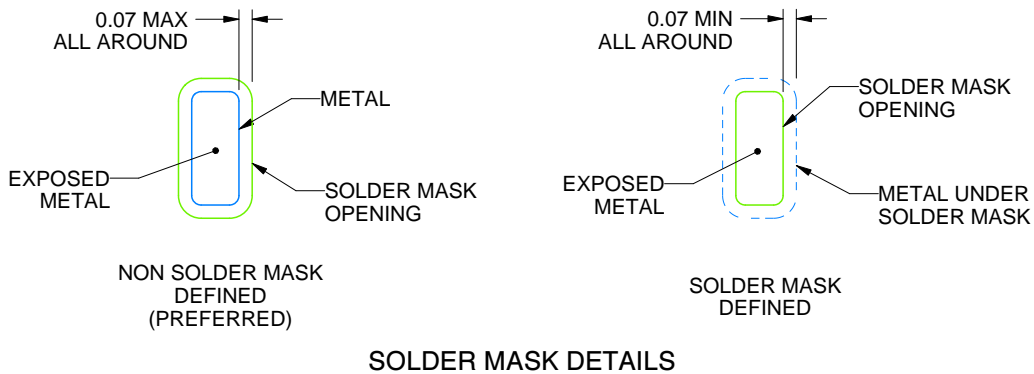 0.07 MAX
ALL AROUND
METAL
EXPOSED
METAL
SOLDER MASK
OPENING
NON SOLDER MASK
DEFINED
(PREFERRED)
0.07 MIN
ALL AROUND
SOLDER MASK
OPENING
EXPOSED
METAL
METAL UNDER
SOLDER MASK
SOLDER MASK
DEFINED
SOLDER MASK DETAILS